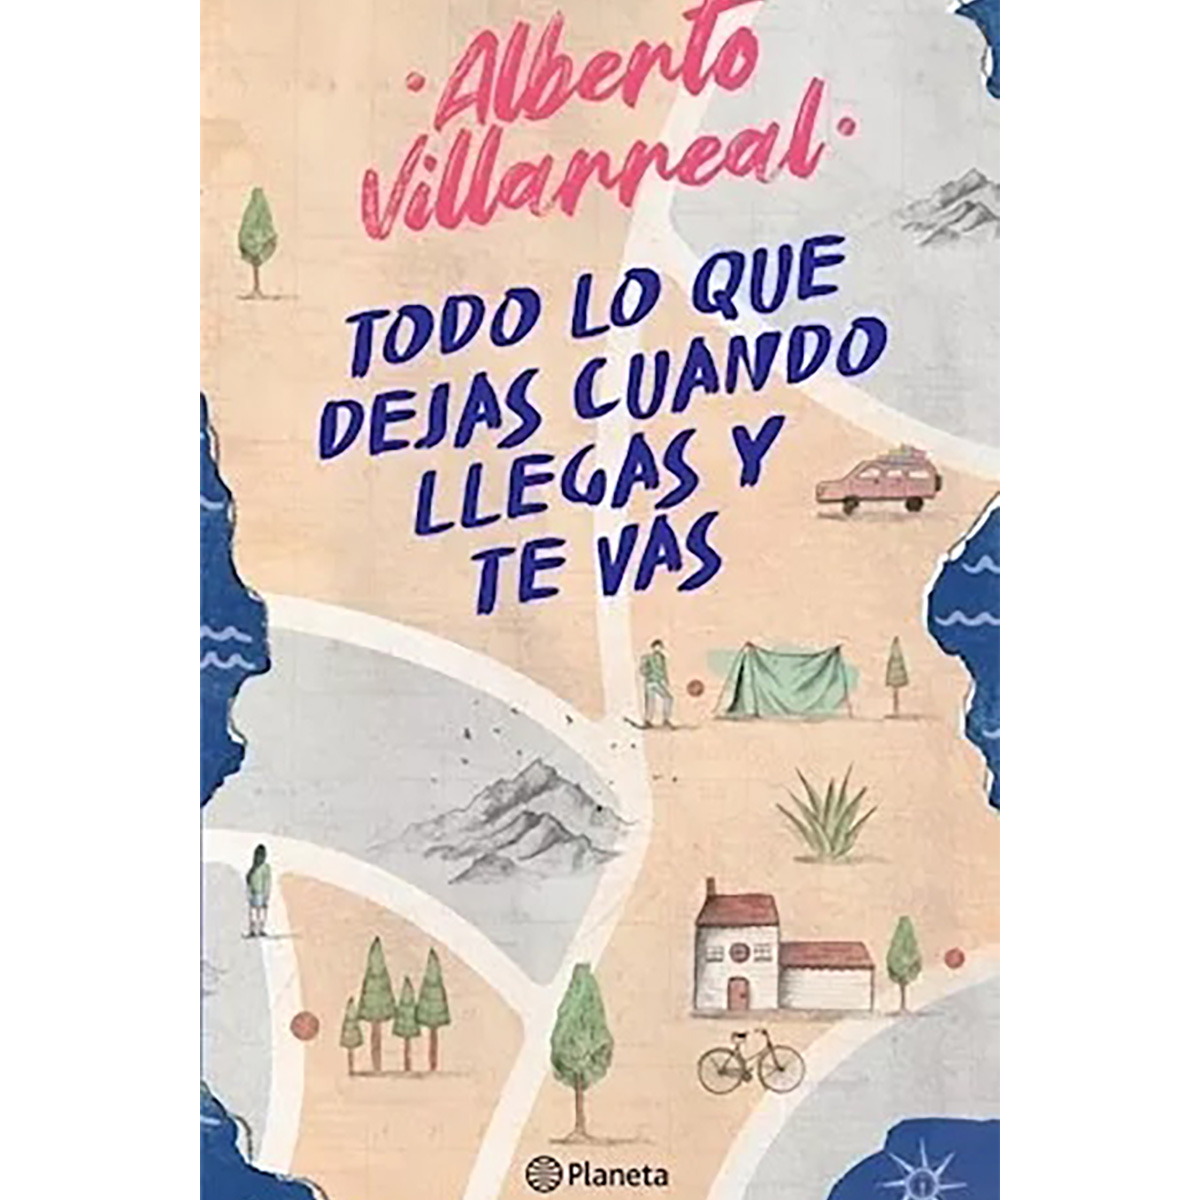 Alberto
Villarreal
TODO LO QUE
DEJAS CUANDO
LLEGAS Y
TE VAS
Planeta